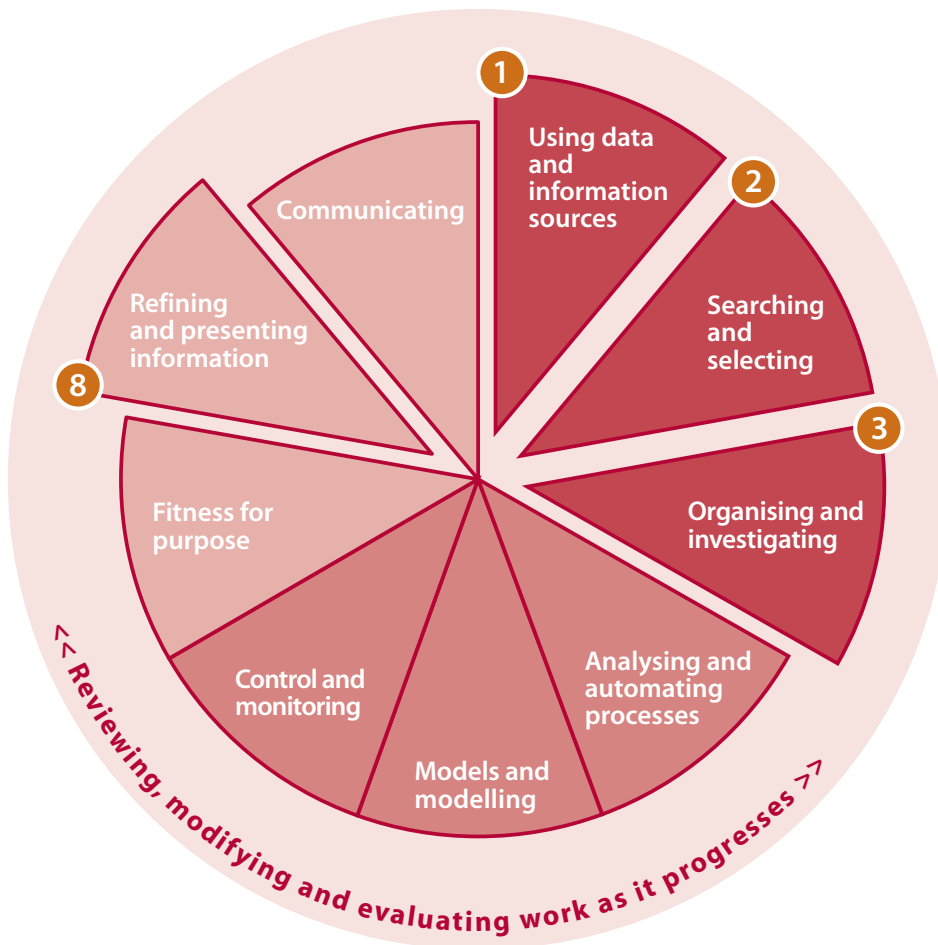 1
Using data
and
information
sources
2
Searching
and
selecting
3
Organising and
investigating
Analysing and
automating
processes
Models and
modelling
Control and
monitoring
Fitness for
purpose
8
Refining
and presenting
information
Communicating
<< Reviewing, modifying and evaluating work as it progresses >>